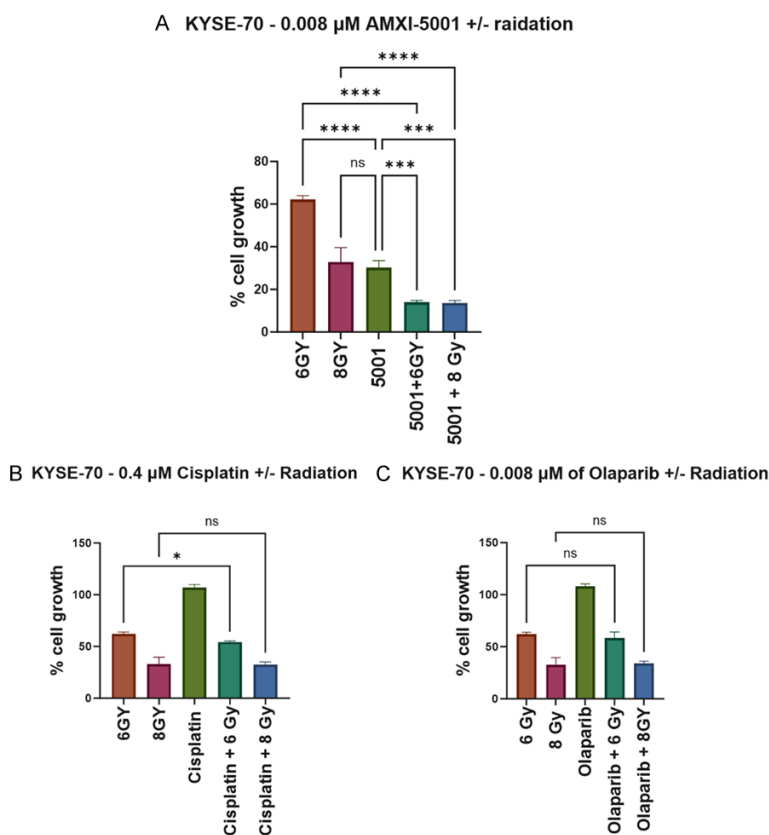 A KYSE-70 - 0.008 µM AMXI-5001 +/- raidation
****
****
**** ***
ns ***
80
60
40
20
0
% cell growth
6GY
8GY
5001
5001+6GY
5001 + 8 Gy
B KYSE-70 - 0.4 µM Cisplatin +/- Radiation
ns
*
150
100
50
0
% cell growth
6GY
8GY
Cisplatin
Cisplatin + 6 Gy
Cisplatin + 8 Gy
C KYSE-70 - 0.008 µM of Olaparib +/- Radiation
ns
ns
150
100
50
0
% cell growth
6 Gy
8 Gy
Olaparib
Olaparib + 6 Gy
Olaparib + 8GY